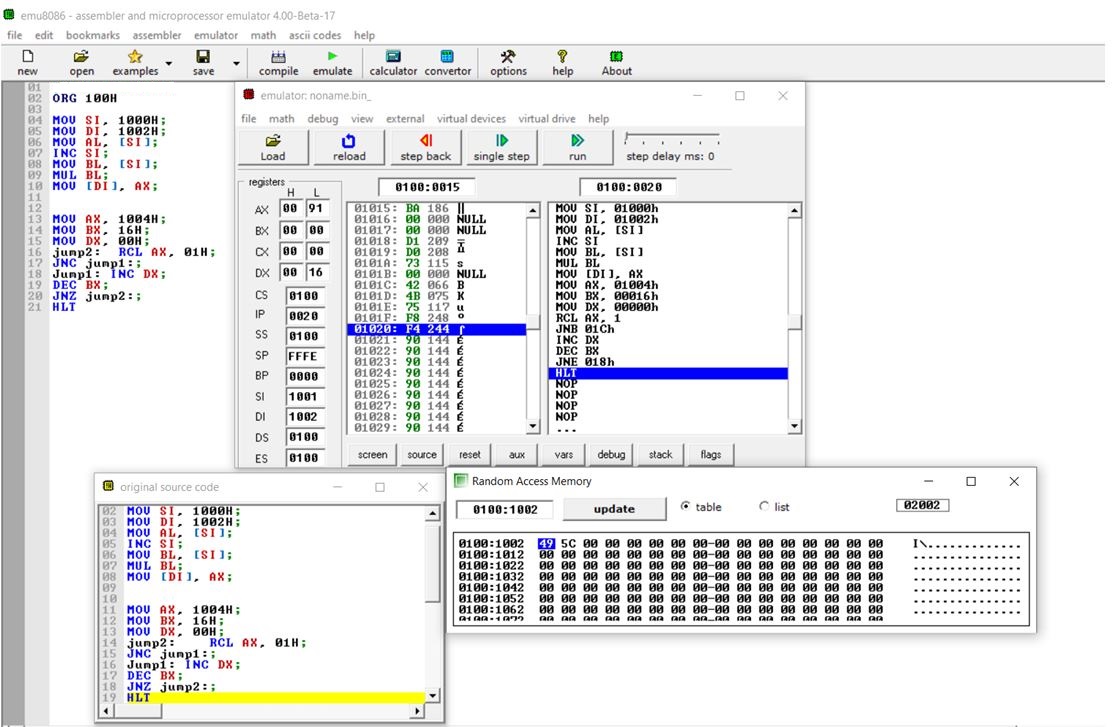 emu8086 - assembler and microprocessor emulator 4.00-Beta-17
file edit bookmarks assembler emulator math ascii codes help
new open examples save compile emulate calculator convertor options help About
01
02 ORG 100H
03
04 MOV SI, 1000H;
05 MOV DI, 1002H;
06 MOV AL, [SI];
07 INC SI;
08 MOV BL, [SI];
09 MUL BL;
10 MOV [DI], AX;
11
12
13 MOV AX, 1004H;
14 MOV BX, 16H;
15 MOV DX, 00H;
16 jump2: RCL AX, 01H;
17 JNC jump1:;
18 Jump1: INC DX;
19 DEC BX;
20 JNZ jump2:;
21 HLT
emulator: noname.bin_
file math debug view external virtual devices virtual drive help
Load reload step back single step run step delay ms: 0
registers
H L
AX 00 91
BX 00 00
CX 00 00
DX 00 16
CS 0100
IP 0020
SS 0100
SP FFFE
BP 0000
SI 1001
DI 1002
DS 0100
ES 0100
0100:0015
01015: BA 186 ║
01016: 00 000 NULL
01017: 00 000 NULL
01018: D1 209 ╤
01019: D0 208 ╨
0101A: 73 115 s
0101B: 00 000 NULL
0101C: 42 066 B
0101D: 4B 075 K
0101E: 75 117 u
0101F: F8 248 °
01020: F4 244 ⌠
01021: 90 144 É
01022: 90 144 É
01023: 90 144 É
01024: 90 144 É
01025: 90 144 É
01026: 90 144 É
01027: 90 144 É
01028: 90 144 É
01029: 90 144 É
0100:0020
MOV SI, 01000h
MOV DI, 01002h
MOV AL, [SI]
INC SI
MOV BL, [SI]
MUL BL
MOV [DI], AX
MOV AX, 01004h
MOV BX, 00016h
MOV DX, 00000h
RCL AX, 1
JNB 01Ch
INC DX
DEC BX
JNE 018h
HLT
NOP
NOP
NOP
NOP
...
screen source reset aux vars debug stack flags
original source code
02 MOV SI, 1000H;
03 MOV DI, 1002H;
04 MOV AL, [SI];
05 INC SI;
06 MOV BL, [SI];
07 MUL BL;
08 MOV [DI], AX;
09
10
11 MOV AX, 1004H;
12 MOV BX, 16H;
13 MOV DX, 00H;
14 jump2: RCL AX, 01H;
15 JNC jump1:;
16 Jump1: INC DX;
17 DEC BX;
18 JNZ jump2:;
19 HLT
Random Access Memory
0100:1002 update table list 02002
0100:1002 49 5C 00 00 00 00 00 00-00 00 00 00 00 00 00 00 I\..............
0100:1012 00 00 00 00 00 00 00 00-00 00 00 00 00 00 00 00 ................
0100:1022 00 00 00 00 00 00 00 00-00 00 00 00 00 00 00 00 ................
0100:1032 00 00 00 00 00 00 00 00-00 00 00 00 00 00 00 00 ................
0100:1042 00 00 00 00 00 00 00 00-00 00 00 00 00 00 00 00 ................
0100:1052 00 00 00 00 00 00 00 00-00 00 00 00 00 00 00 00 ................
0100:1062 00 00 00 00 00 00 00 00-00 00 00 00 00 00 00 00 ................